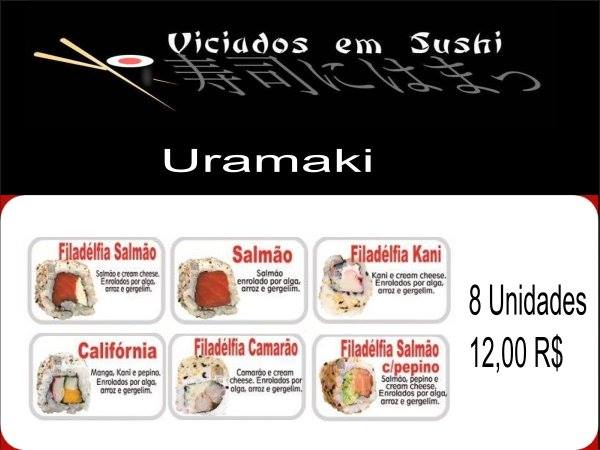 Viciados em Sushi
寿司にはまっ
Uramaki
Filadélfia Salmão
Salmão e cream cheese.
Enrolados por alga,
arroz e gergelim.
Salmão
Salmão
enrolado por alga,
arroz e gergelim.
Filadélfia Kani
Kani e cream cheese.
Enrolados por alga,
arroz e gergelim.
8 Unidades
12,00 R$
Califórnia
Manga, Kani e pepino.
Enrolados por alga,
arroz e gergelim.
Filadélfia Camarão
Camarão e cream
cheese. Enrolados por
alga, arroz e gergelim.
Filadélfia Salmão
c/pepino
Salmão, pepino e
cream cheese.
Enrolados por alga,
arroz e gergelim.